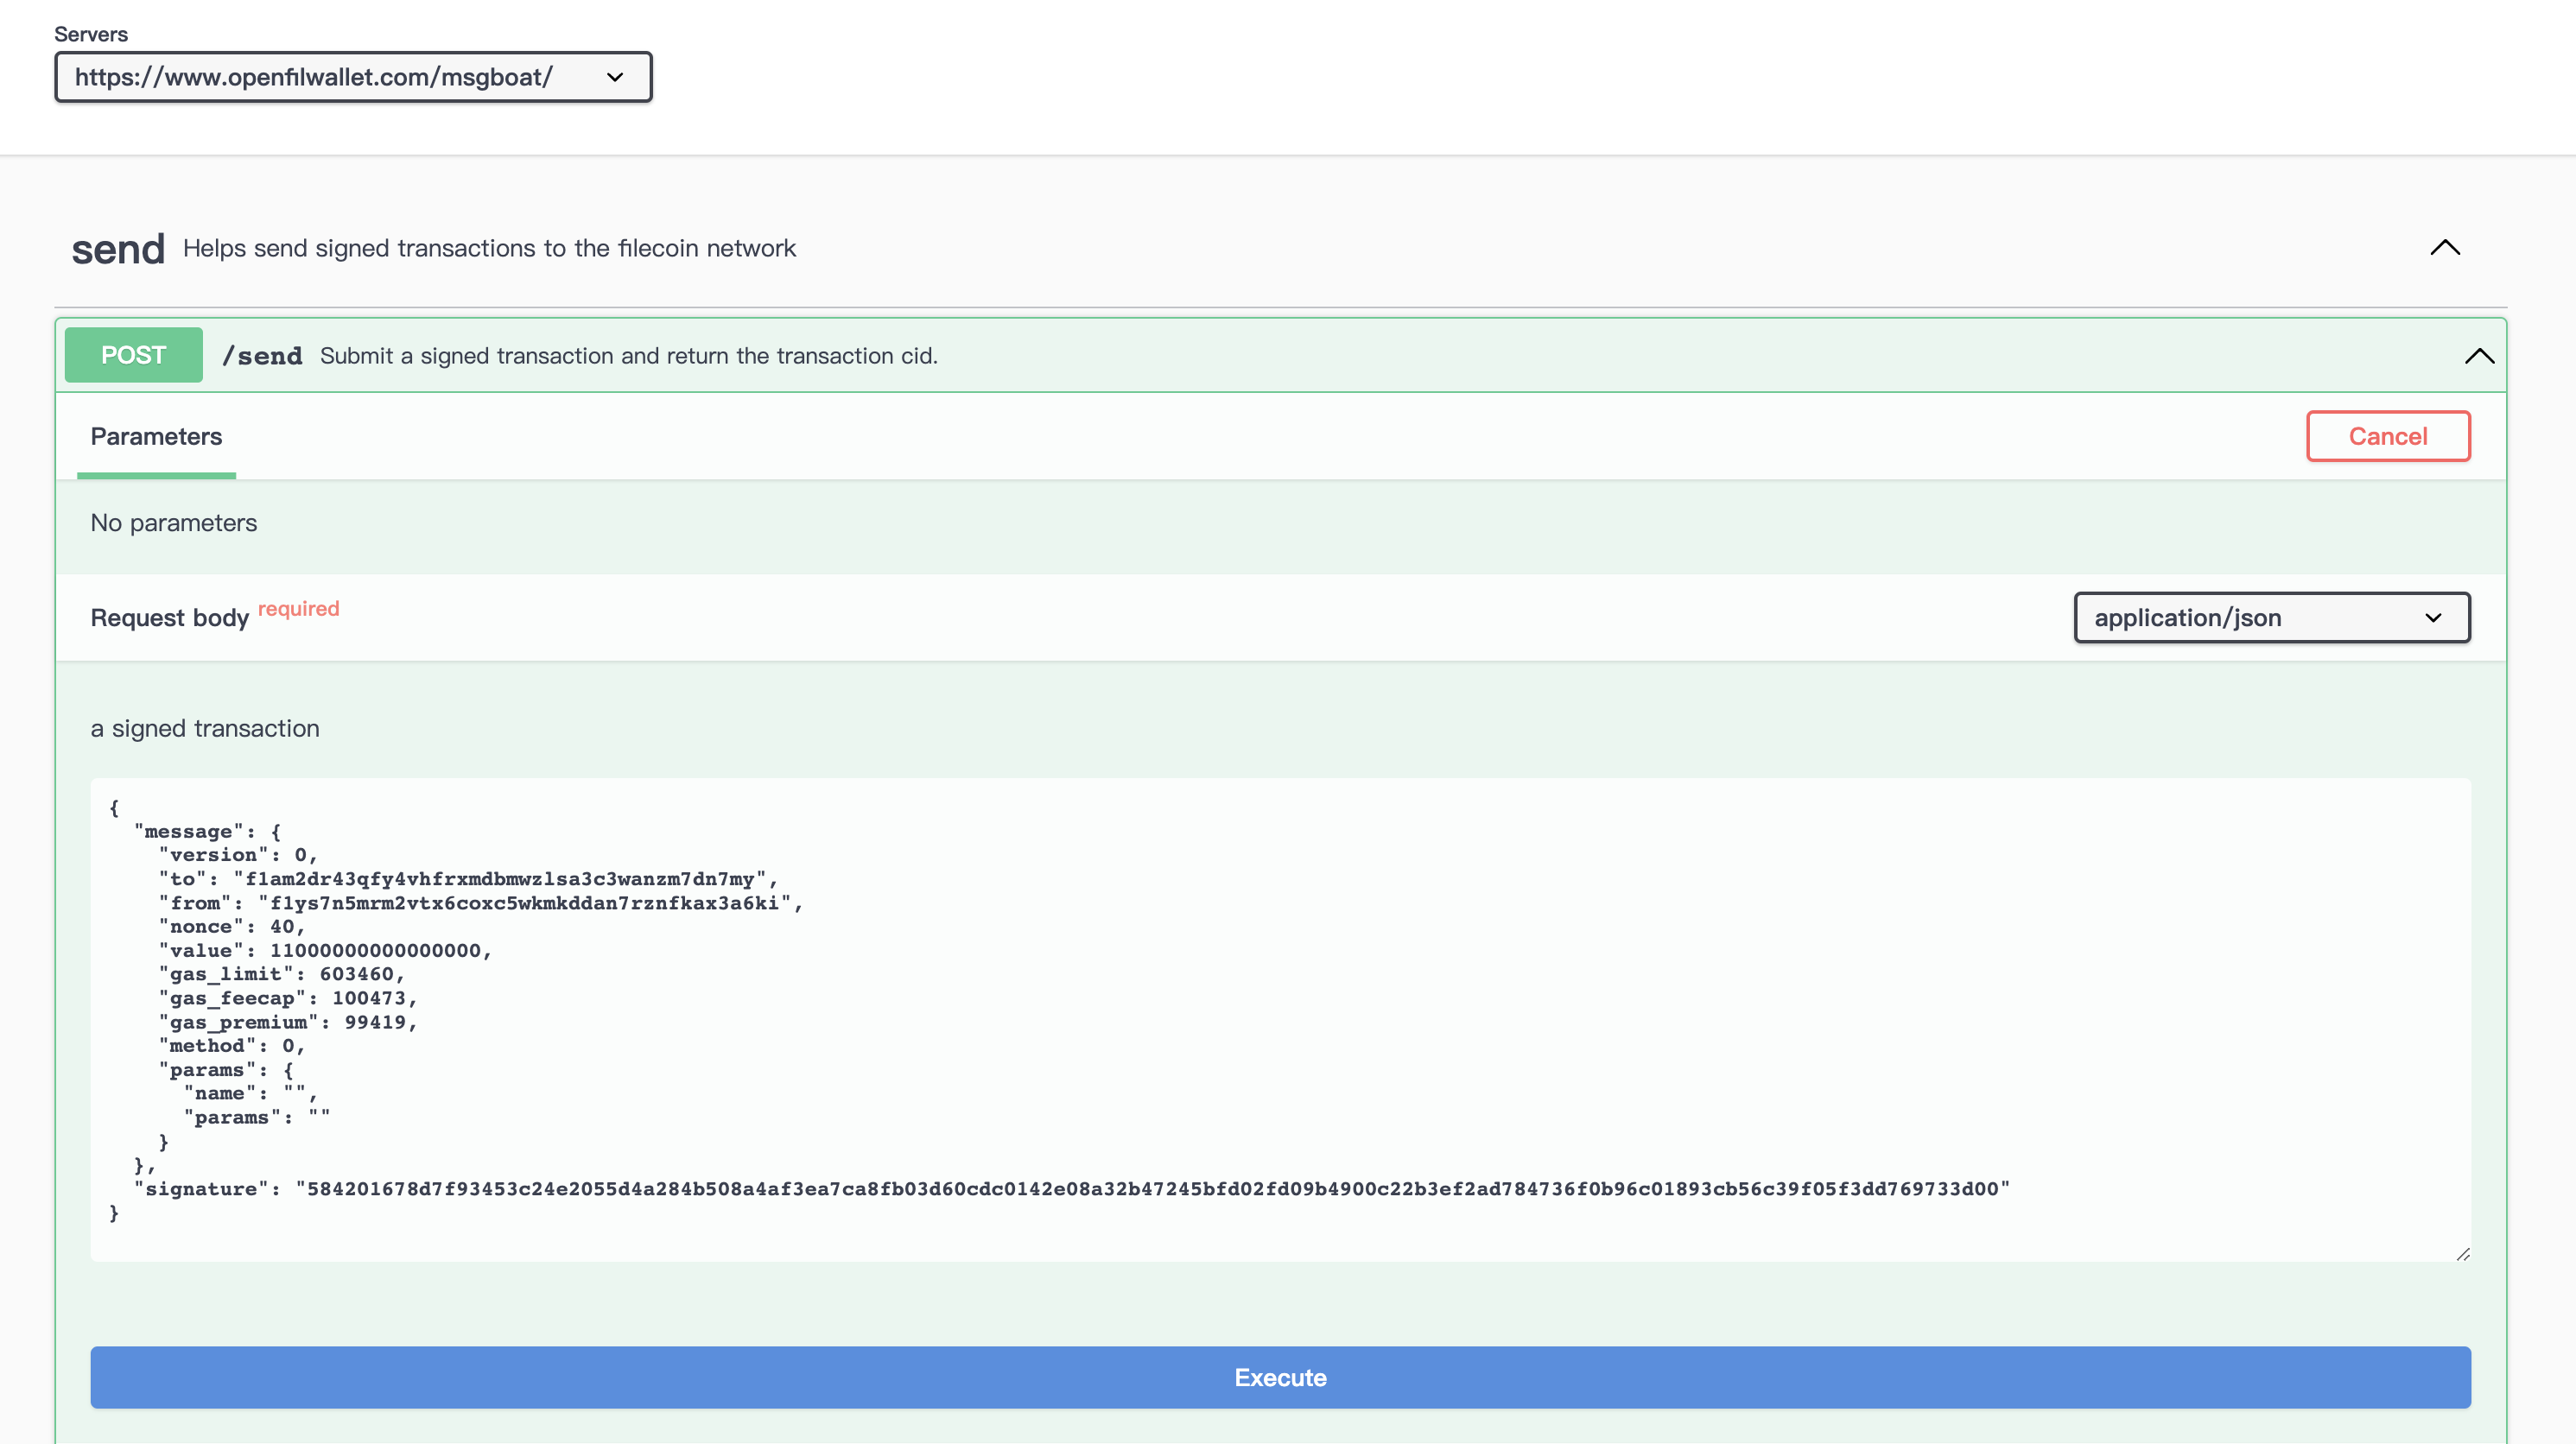 Servers
https://www.openfilwallet.com/msgboat/
send Helps send signed transactions to the filecoin network
POST /send Submit a signed transaction and return the transaction cid.
Parameters
Cancel
No parameters
Request body required
application/json
a signed transaction
{
  "message": {
    "version": 0,
    "to": "f1am2dr43qfy4vhfrxmdbmwzlsa3c3wanzm7dn7my",
    "from": "f1ys7n5mrm2vtx6coxc5wkmkddan7rznfkax3a6ki",
    "nonce": 40,
    "value": 11000000000000000,
    "gas_limit": 603460,
    "gas_feecap": 100473,
    "gas_premium": 99419,
    "method": 0,
    "params": {
      "name": "",
      "params": ""
    }
  },
  "signature": "584201678d7f93453c24e2055d4a284b508a4af3ea7ca8fb03d60cdc0142e08a32b47245bfd02fd09b4900c22b3ef2ad784736f0b96c01893cb56c39f05f3dd769733d00"
}
Execute